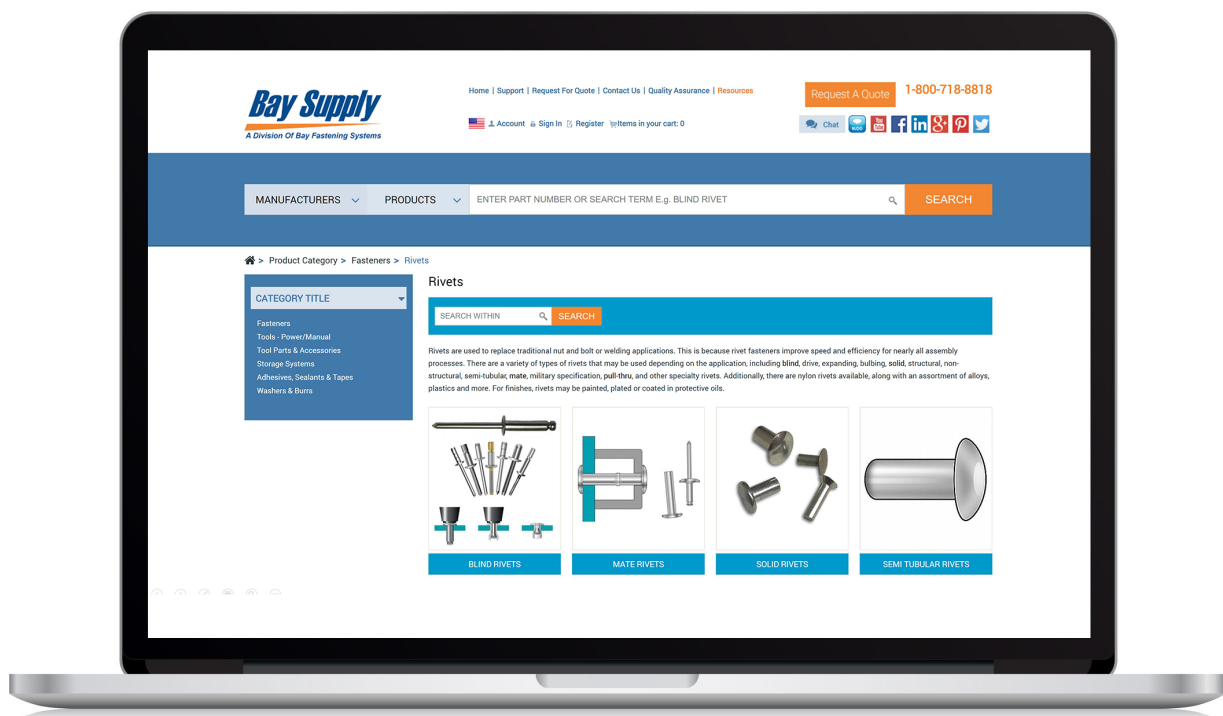 Bay Supply
A Division Of Bay Fastening Systems
Home | Support | Request For Quote | Contact Us | Quality Assurance | Resources
Account Sign In Register Items in your cart: 0
Request A Quote
1-800-718-8818
Chat
BLOG
You Tube
f in g+ P
MANUFACTURERS PRODUCTS ENTER PART NUMBER OR SEARCH TERM E.g. BLIND RIVET SEARCH
> Product Category > Fasteners > Rivets
CATEGORY TITLE
Fasteners
Tools - Power/Manual
Tool Parts & Accessories
Storage Systems
Adhesives, Sealants & Tapes
Washers & Burrs
Rivets
SEARCH WITHIN SEARCH
Rivets are used to replace traditional nut and bolt or welding applications. This is because rivet fasteners improve speed and efficiency for nearly all assembly
processes. There are a variety of types of rivets that may be used depending on the application, including blind, drive, expanding, bulbing, solid, structural, non-
structural, semi-tubular, mate, military specification, pull-thru, and other specialty rivets. Additionally, there are nylon rivets available, along with an assortment of alloys,
plastics and more. For finishes, rivets may be painted, plated or coated in protective oils.
BLIND RIVETS
MATE RIVETS
SOLID RIVETS
SEMI TUBULAR RIVETS